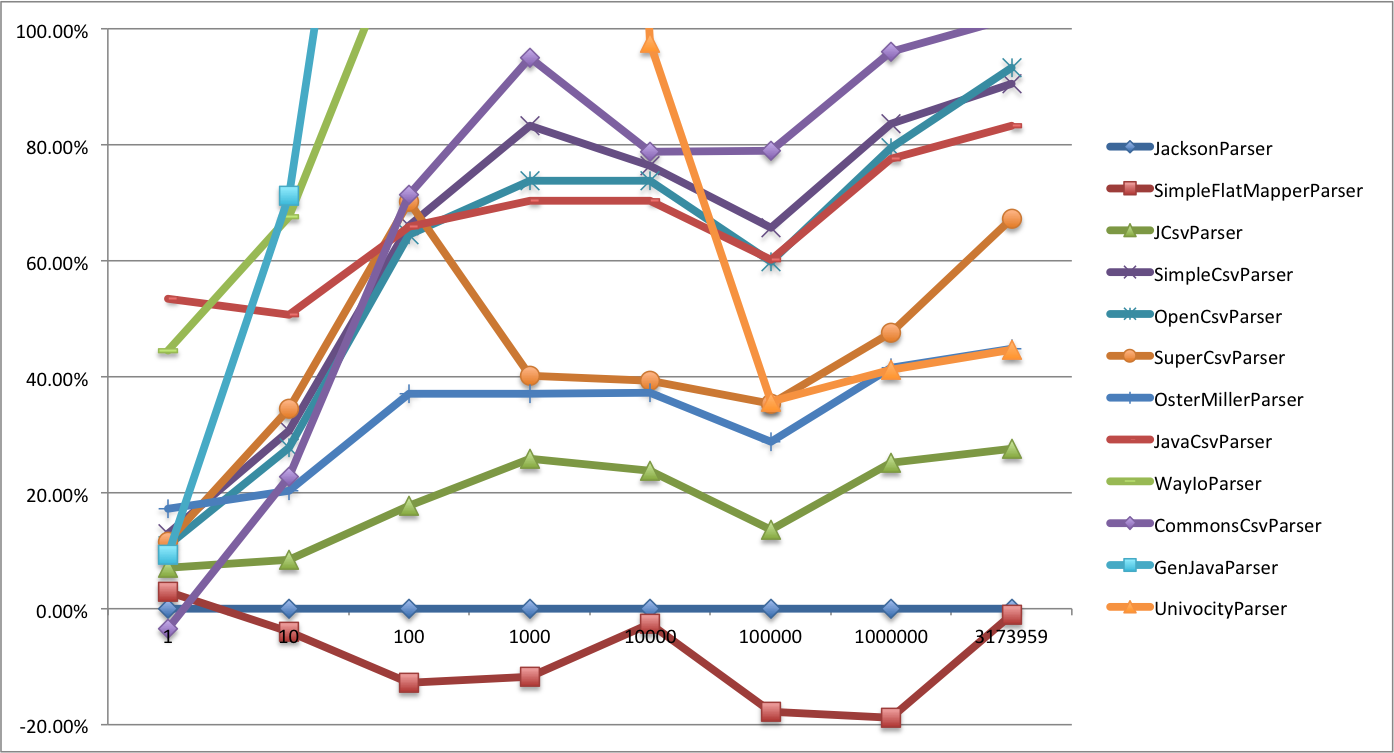 100.00%
80.00%
60.00%
40.00%
20.00%
0.00%
-20.00%
1 10 100 1000 10000 100000 1000000 3173959
JacksonParser
SimpleFlatMapperParser
JCsvParser
SimpleCsvParser
OpenCsvParser
SuperCsvParser
OsterMillerParser
JavaCsvParser
WayIoParser
CommonsCsvParser
GenJavaParser
UnivocityParser